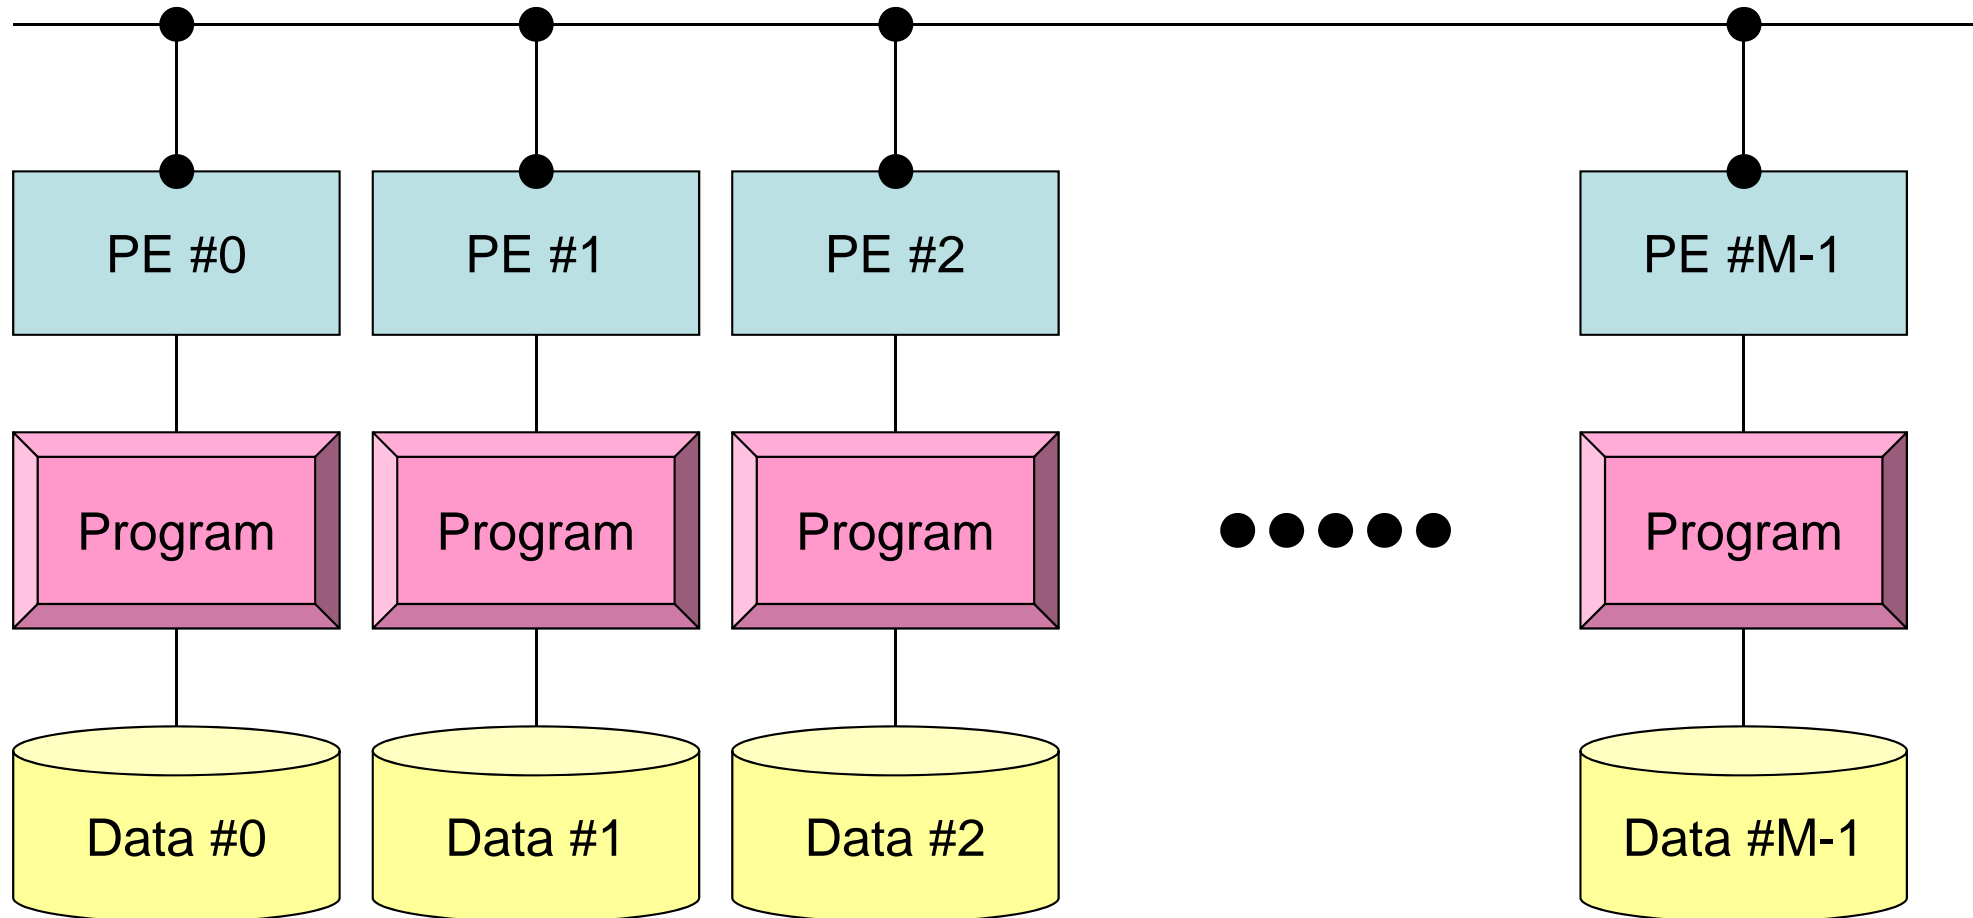 PE #0
PE #1
PE #2
PE #M-1
Program
Program
Program
Program
Data #0
Data #1
Data #2
Data #M-1